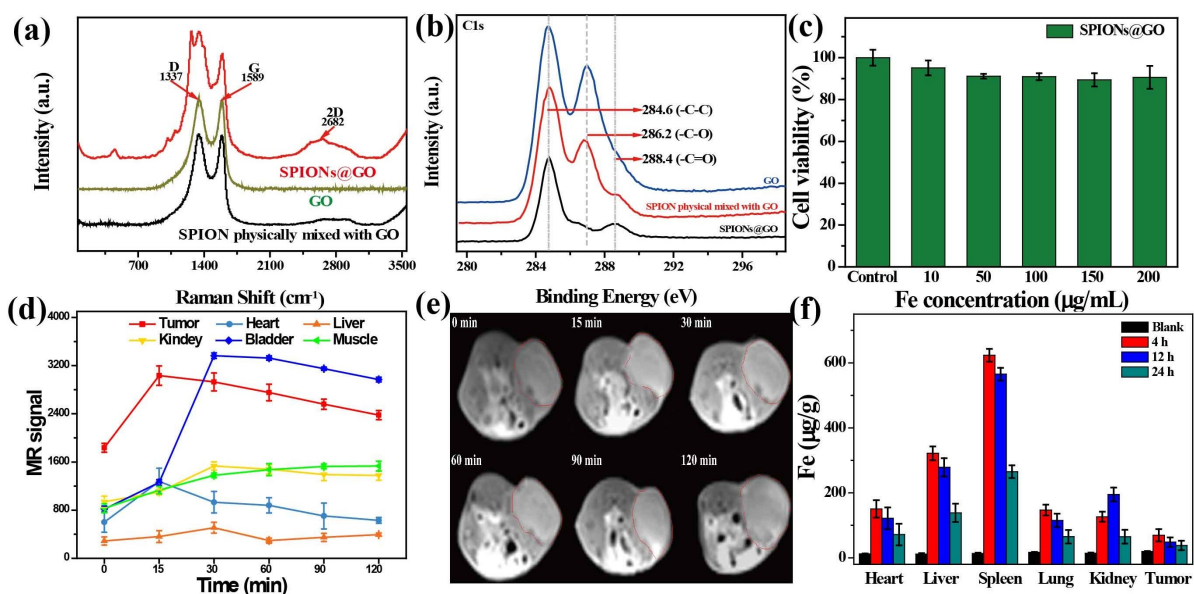 (a)
D
1337
G
1589
2D
2682
SPIONs@GO
GO
SPION physically mixed with GO
Intensity (a.u.)
700
1400
2100
2800
3500
Raman Shift (cm-1)
(b)
C1s
284.6 (-C-C)
286.2 (-C-O)
288.4 (-C=O)
GO
SPION physical mixed with GO
SPIONs@GO
Intensity (a.u.)
280
284
288
292
296
Binding Energy (eV)
(c)
SPIONs@GO
Cell viability (%)
100
80
60
40
20
0
Control
10
50
100
150
200
Fe concentration (μg/mL)
(d)
Tumor
Heart
Liver
Kindey
Bladder
Muscle
MR signal
4000
3200
2400
1600
800
0
0
15
30
60
90
120
Time (min)
(e)
0 min
15 min
30 min
60 min
90 min
120 min
(f)
Blank
4 h
12 h
24 h
Fe (μg/g)
600
400
200
0
Heart
Liver
Spleen
Lung
Kidney
Tumor